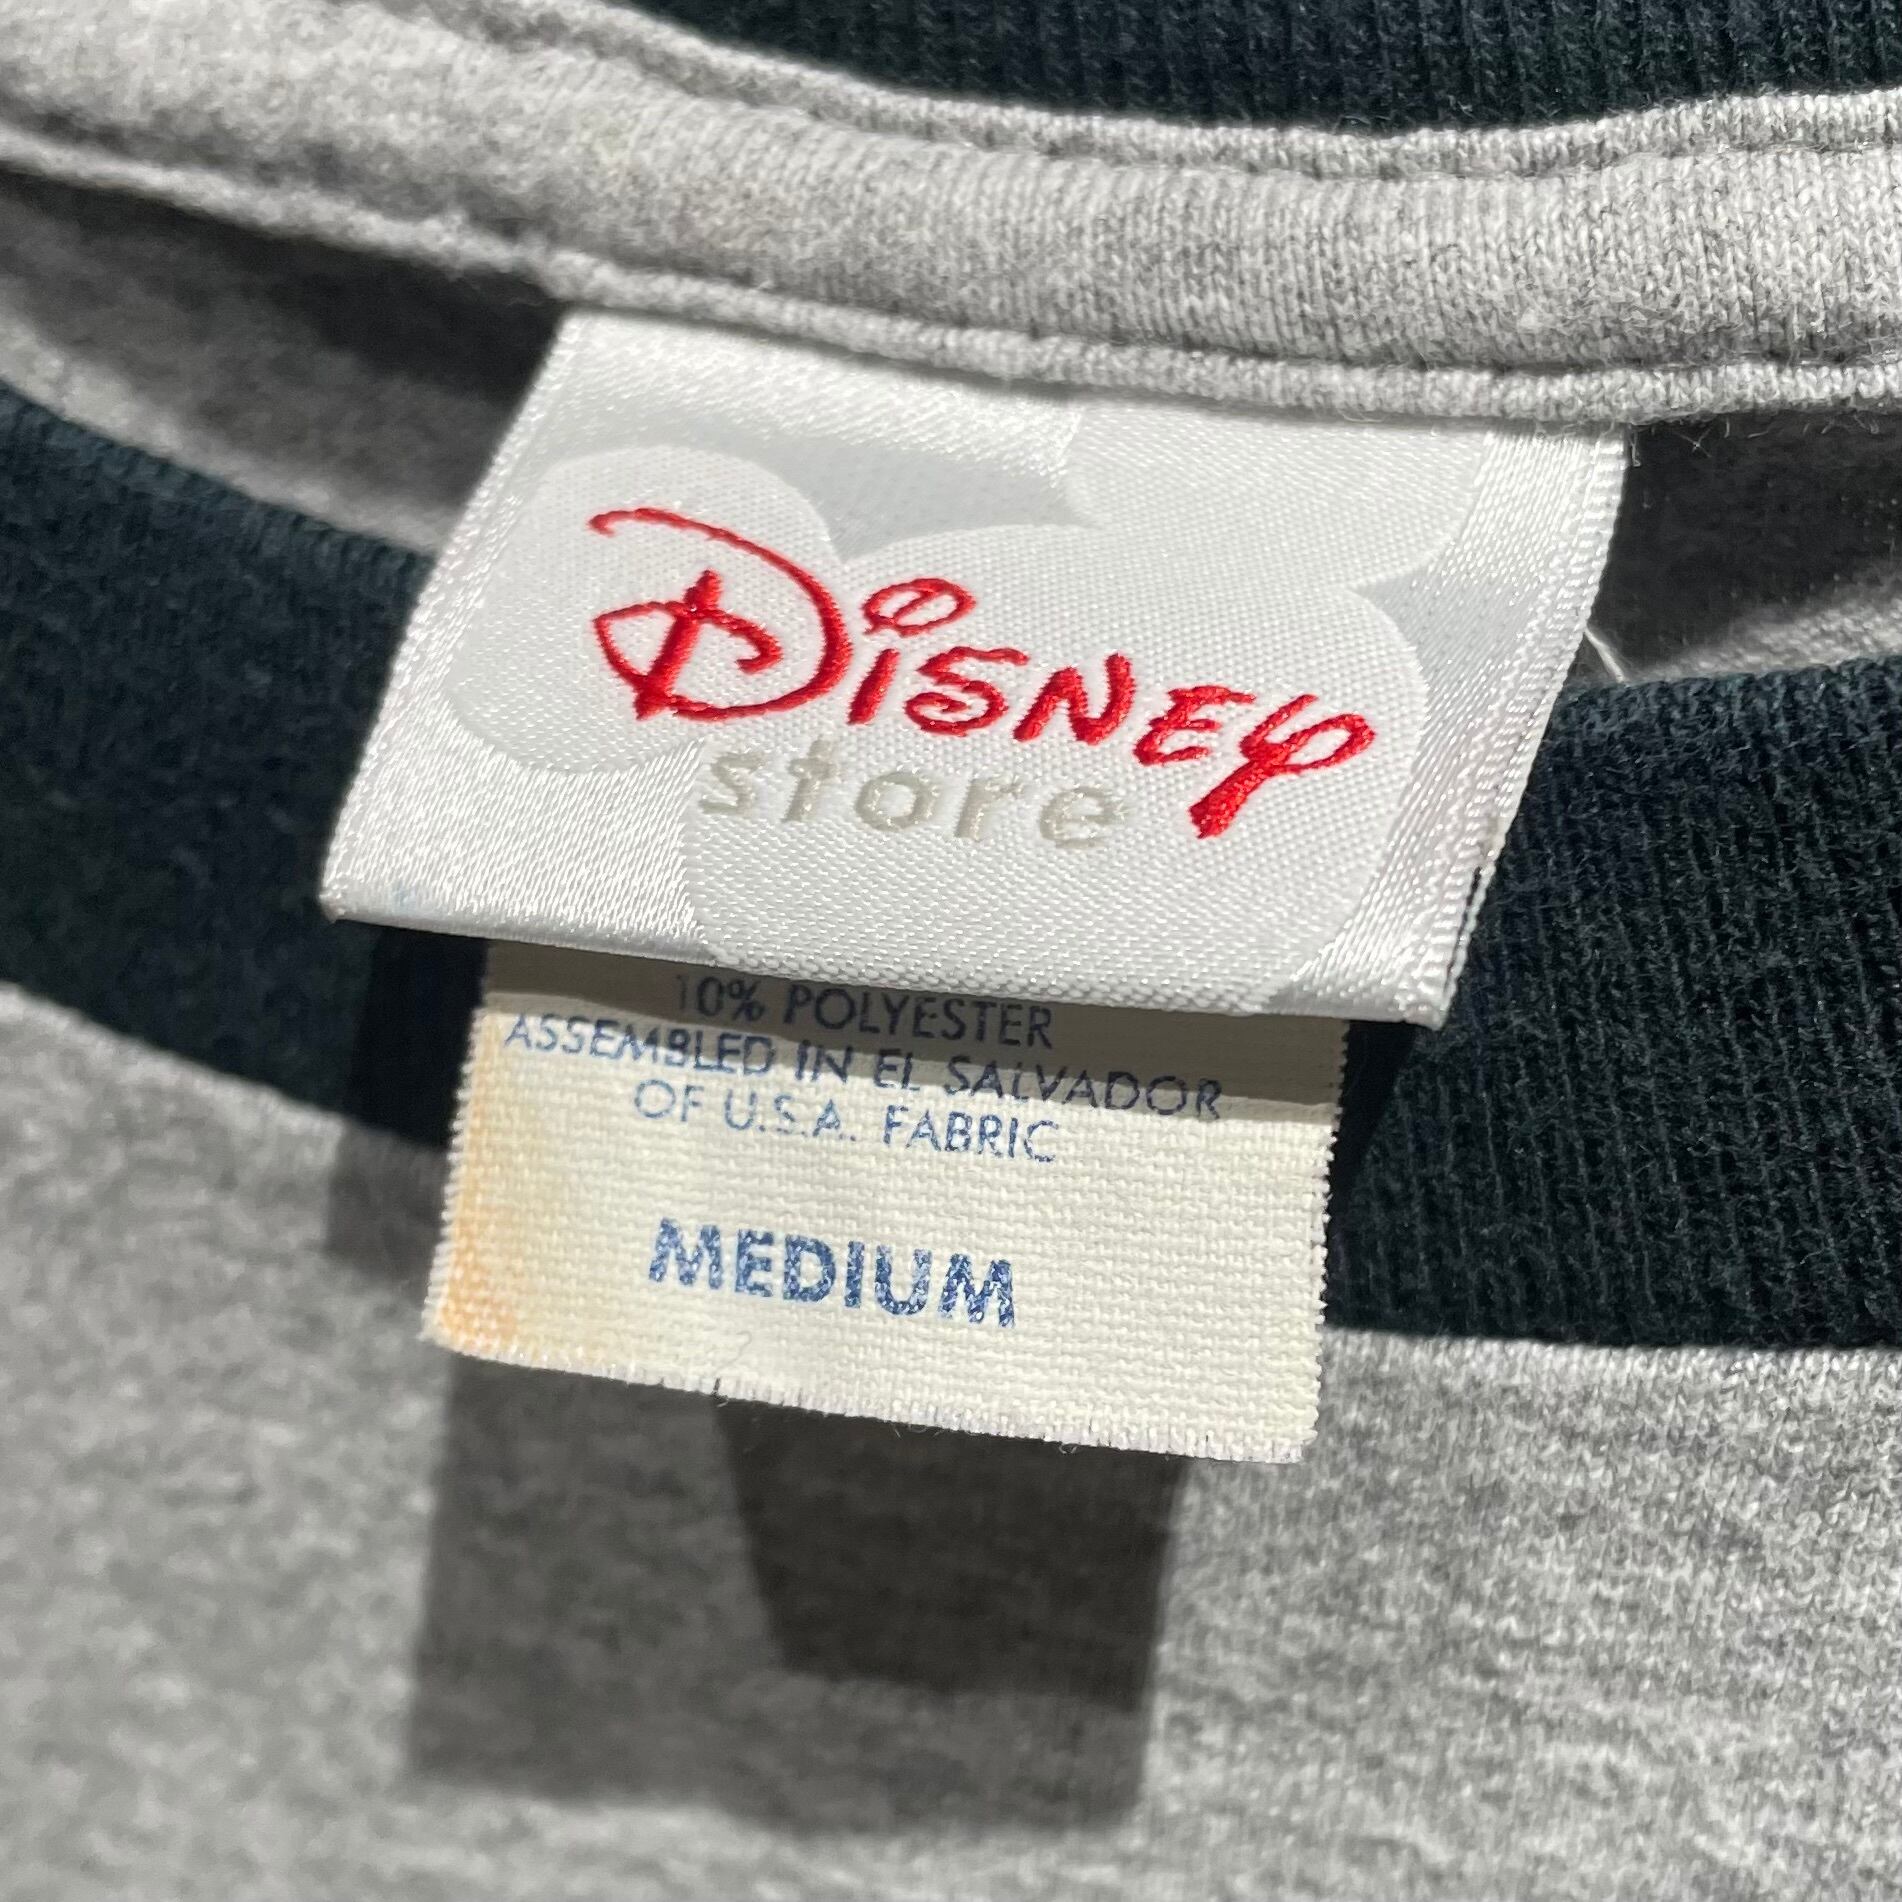 Disney
store
10% POLYESTER
ASSEMBLED IN EL SALVADOR
OF U.S.A. FABRIC
MEDIUM